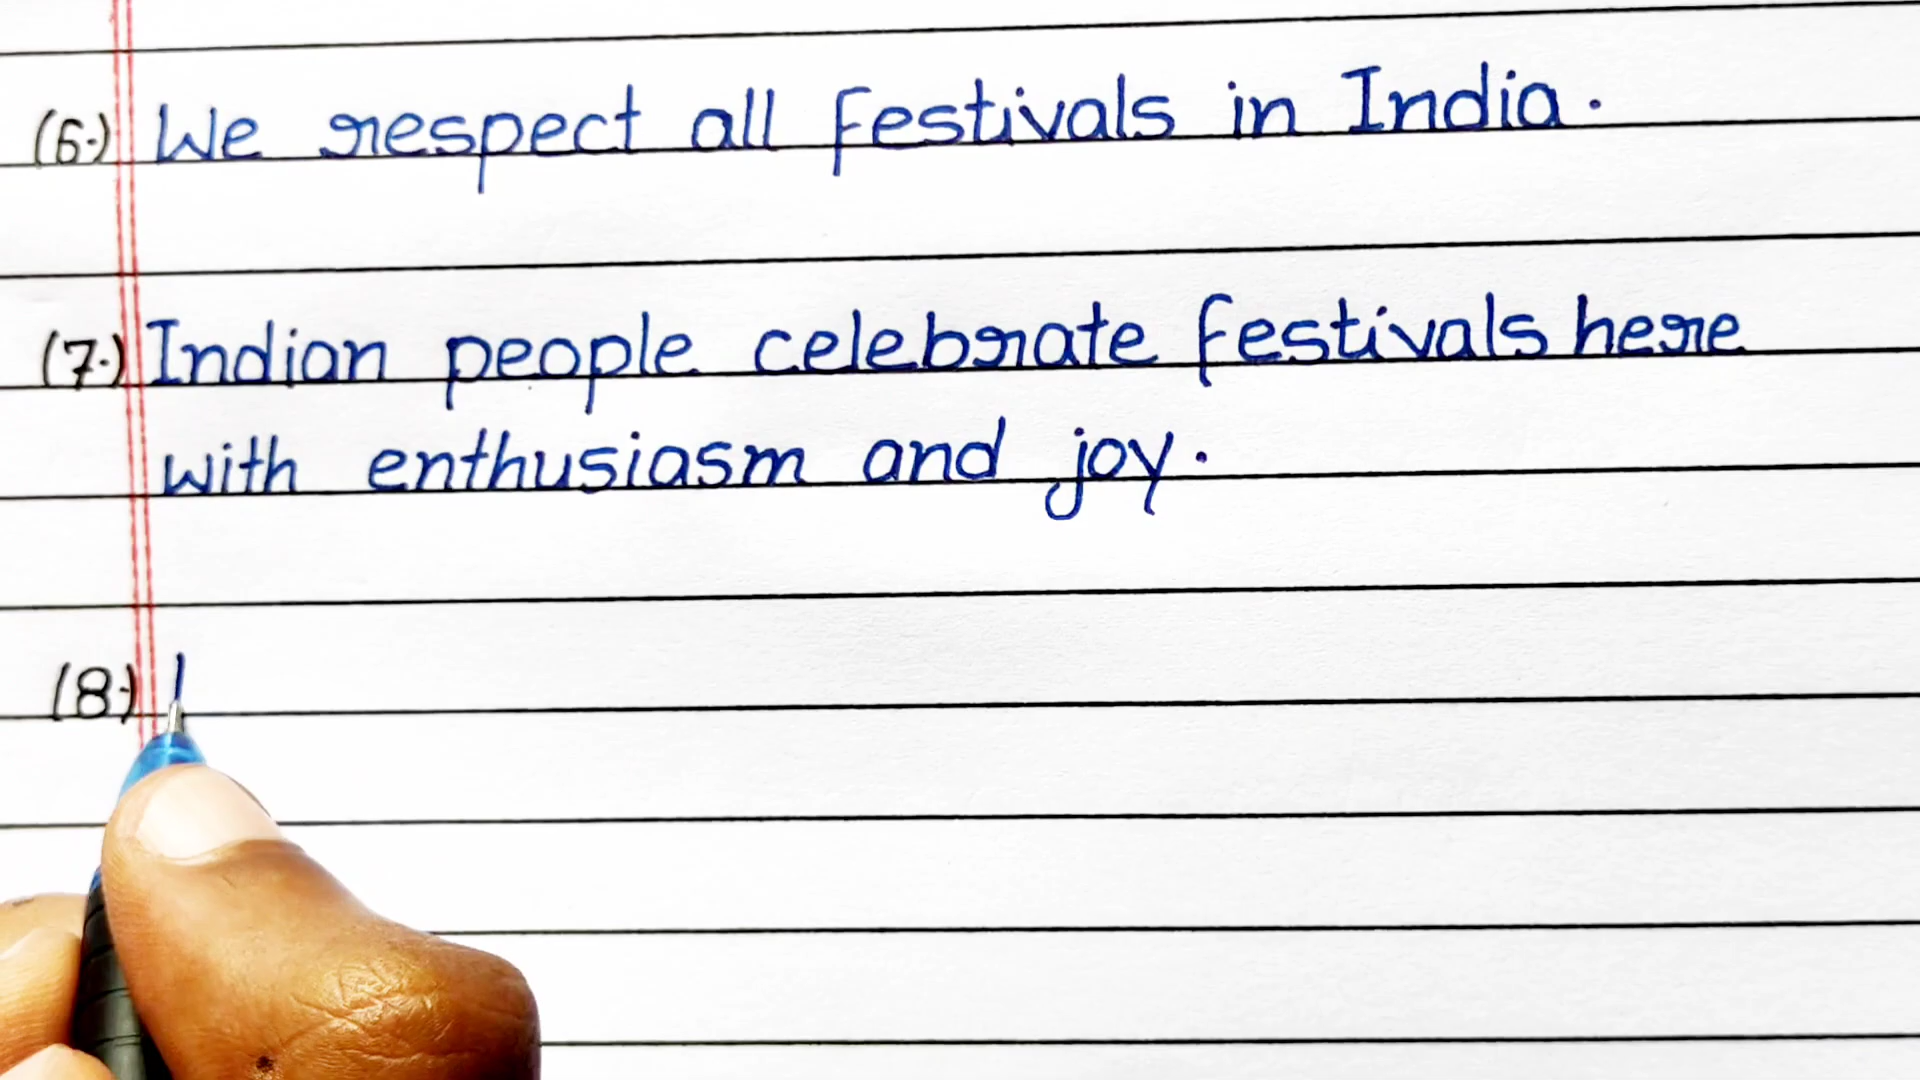 (6.) We respect all festivals in India.
(7.) Indian people celebrate festivals here
with enthusiasm and joy.
(8.)